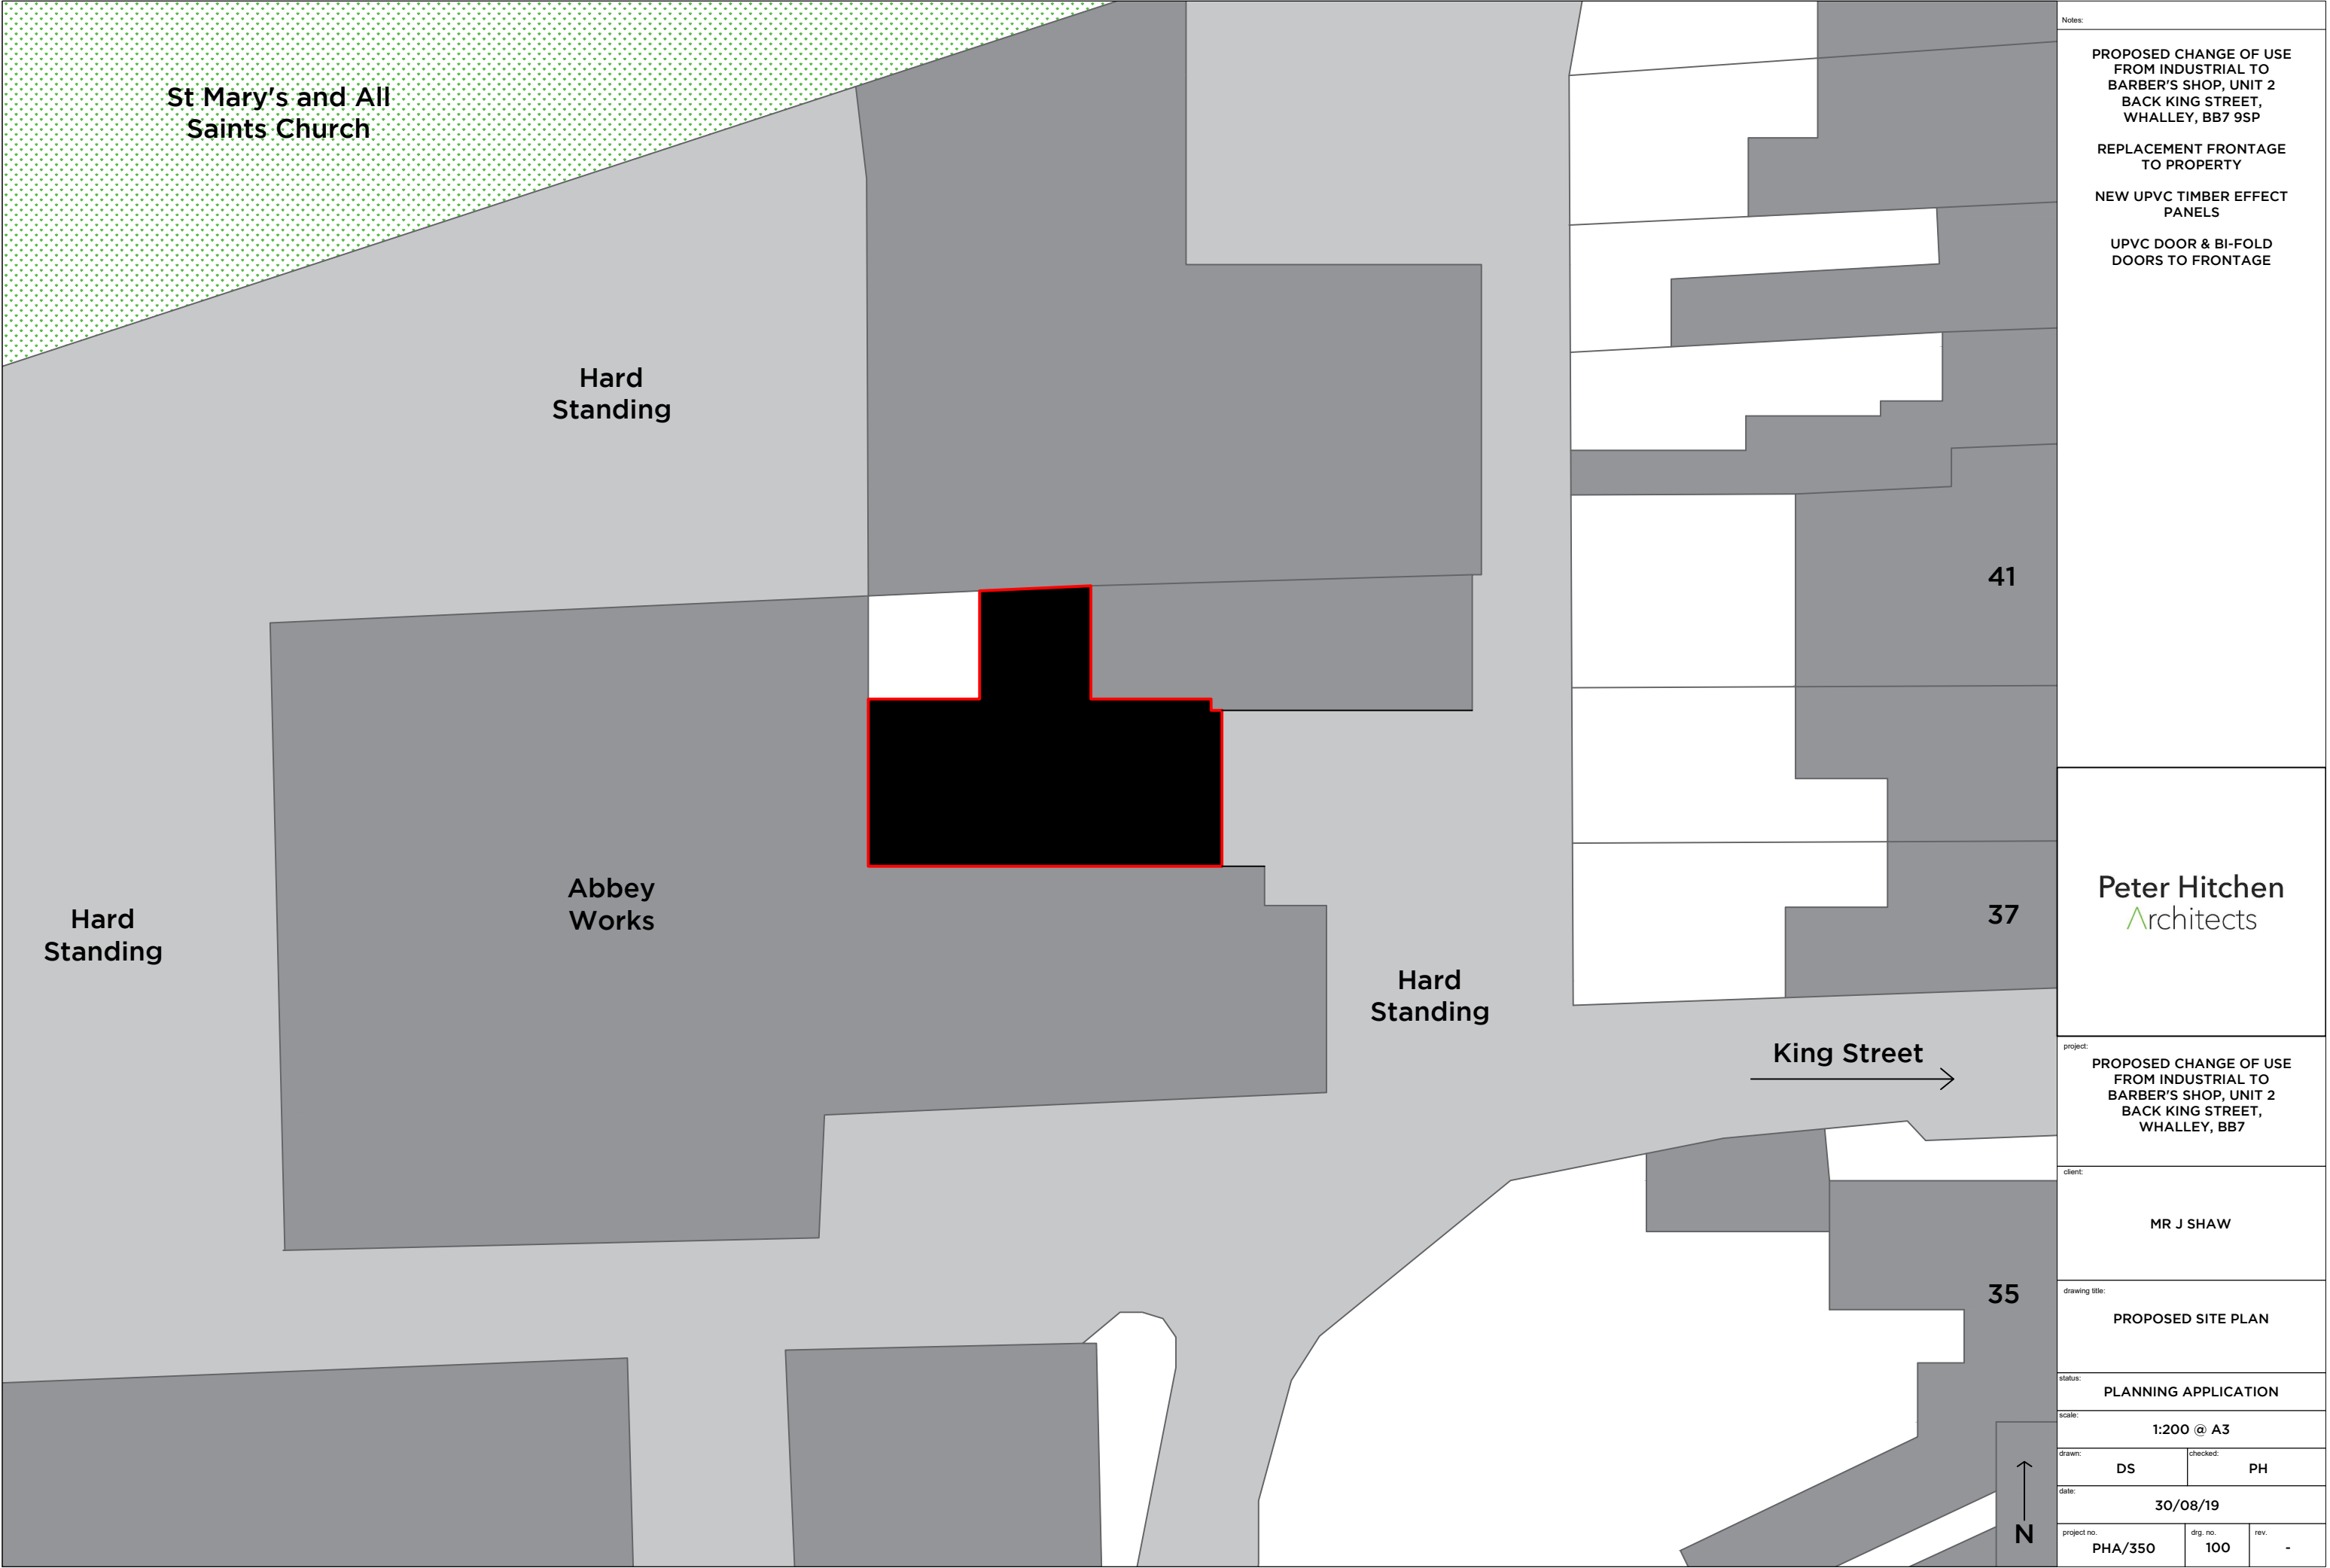 St Mary's and All
Saints Church
Hard
Standing
Abbey
Works
Hard
Standing
Hard
Standing
King Street
41
37
35
N
Notes:
PROPOSED CHANGE OF USE
FROM INDUSTRIAL TO
BARBER'S SHOP, UNIT 2
BACK KING STREET,
WHALLEY, BB7 9SP
REPLACEMENT FRONTAGE
TO PROPERTY
NEW UPVC TIMBER EFFECT
PANELS
UPVC DOOR & BI-FOLD
DOORS TO FRONTAGE
Peter Hitchen
Architects
project:
PROPOSED CHANGE OF USE
FROM INDUSTRIAL TO
BARBER'S SHOP, UNIT 2
BACK KING STREET,
WHALLEY, BB7
client:
MR J SHAW
drawing title:
PROPOSED SITE PLAN
status:
PLANNING APPLICATION
scale:
1:200 @ A3
drawn: checked:
DS PH
date:
30/08/19
project no. drg. no. rev.
PHA/350 100 -